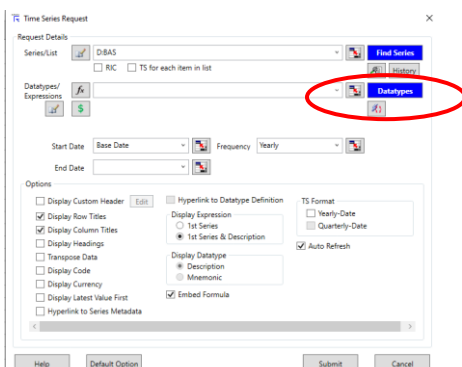 Time Series Request
Request Details
Series/List D:BAS Find Series
RIC TS for each item in list History
Datatypes/ fx Datatypes
Expressions
$
Start Date Base Date Frequency Yearly
End Date
Options
Display Custom Header Edit Hyperlink to Datatype Definition TS Format
Display Row Titles Display Expression Yearly-Date
Display Column Titles 1st Series Quarterly-Date
Display Headings 1st Series & Description Auto Refresh
Transpose Data Display Datatype
Display Code Description
Display Currency Mnemonic
Display Latest Value First Embed Formula
Hyperlink to Series Metadata
Help Default Option Submit Cancel